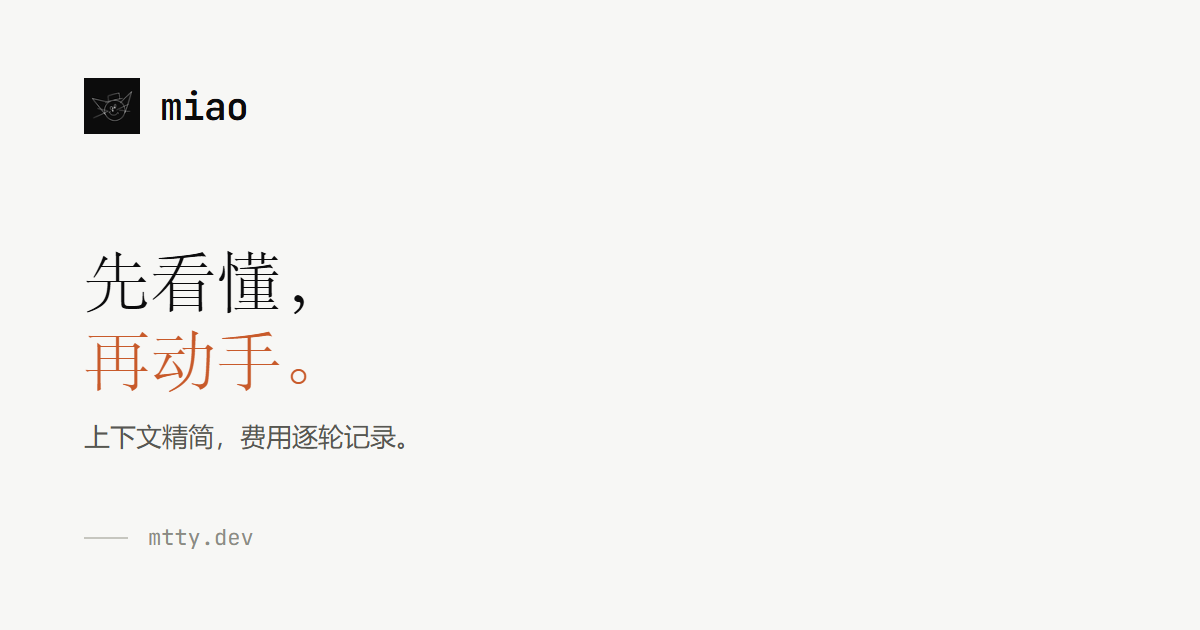 miao
先看懂，
再动手。
上下文精简，费用逐轮记录。
mtty.dev